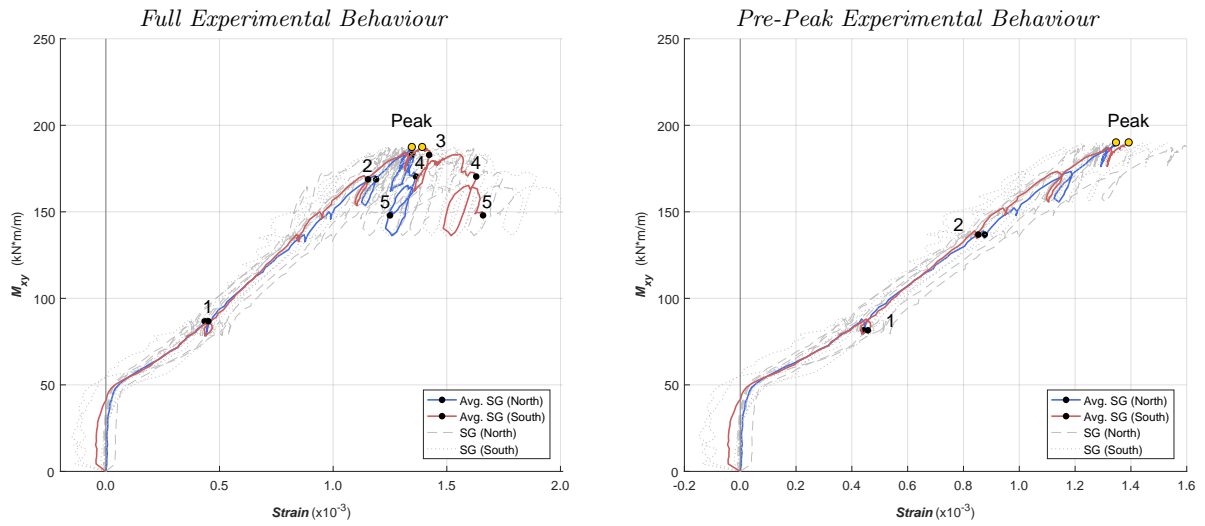 Full Experimental Behaviour
250
200
150
100
50
0
M_xy (kN*m/m)
Peak
1
2
3
4
4
5
5
Avg. SG (North)
Avg. SG (South)
SG (North)
SG (South)
0.0 0.5 1.0 1.5 2.0
Strain (x10^-3)
Pre-Peak Experimental Behaviour
250
200
150
100
50
0
M_xy (kN*m/m)
Peak
2
1
Avg. SG (North)
Avg. SG (South)
SG (North)
SG (South)
-0.2 0.0 0.2 0.4 0.6 0.8 1.0 1.2 1.4 1.6
Strain (x10^-3)